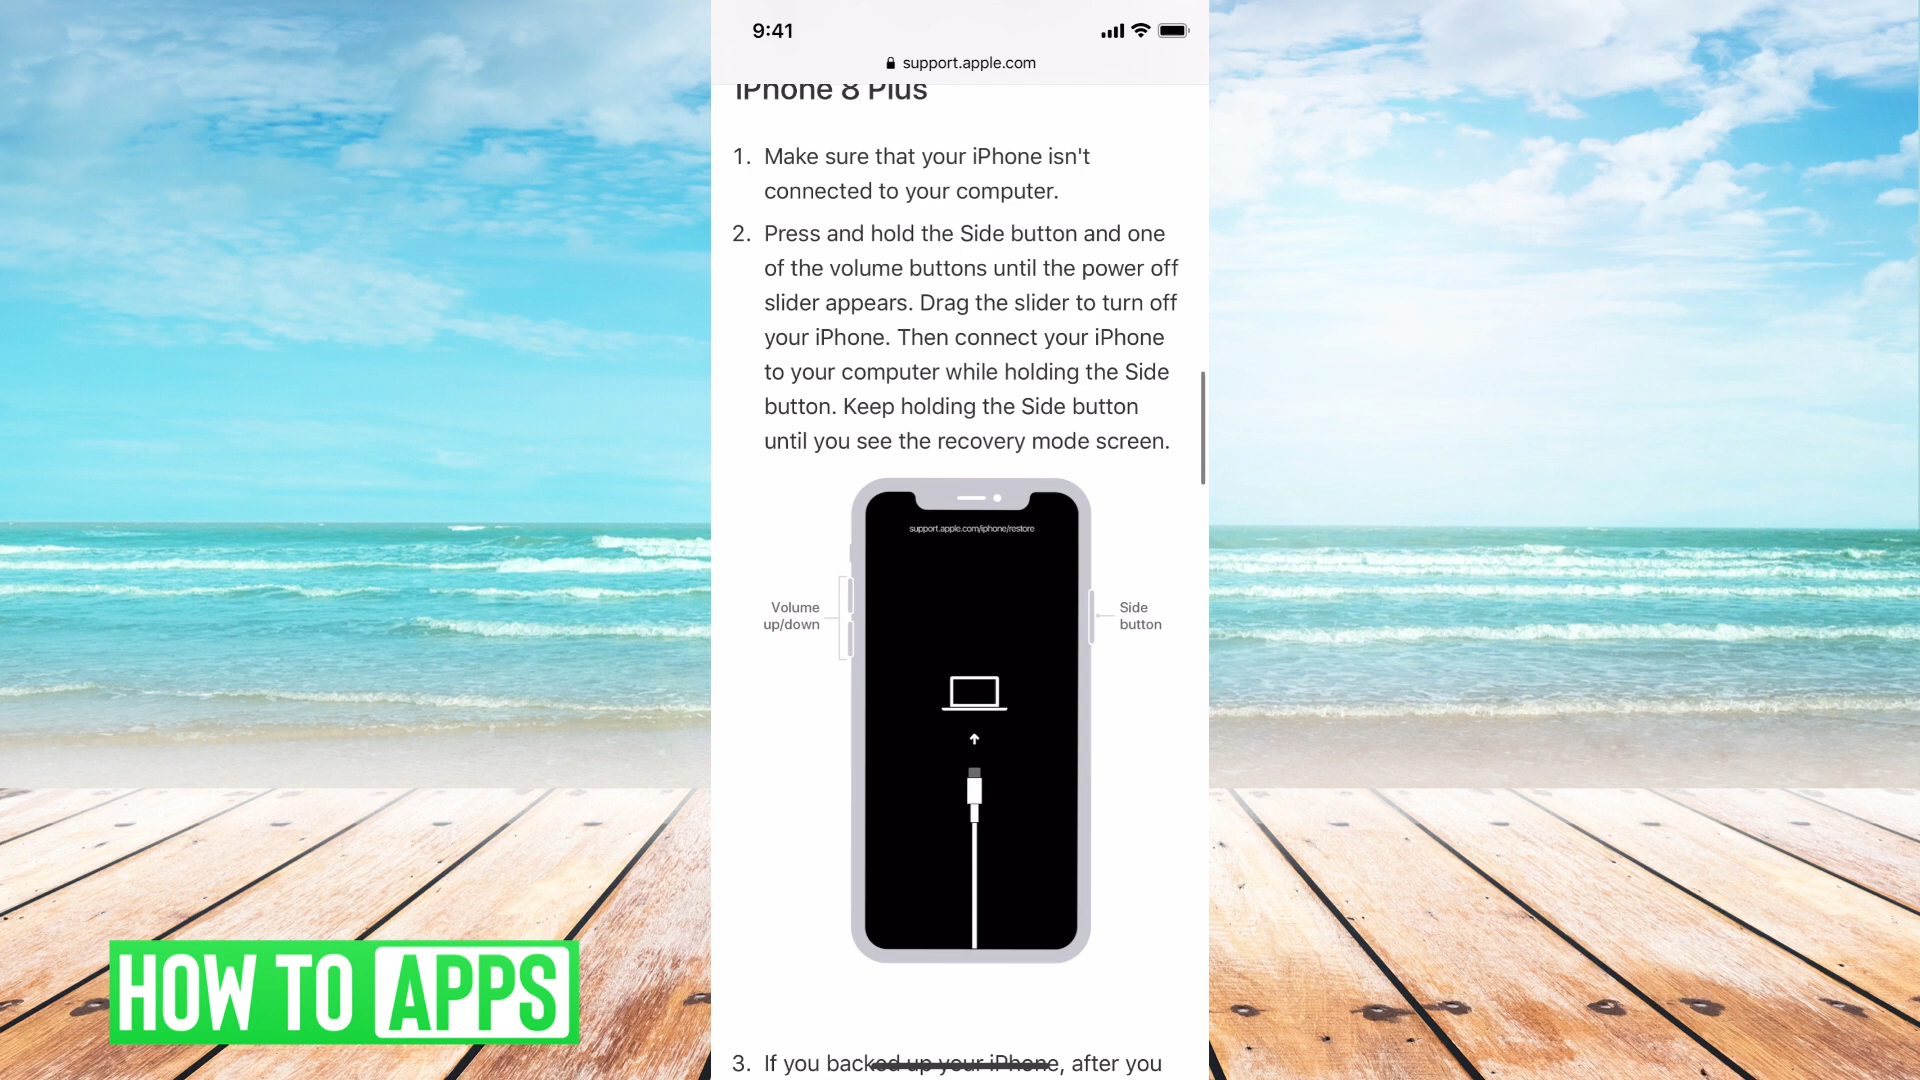 9:41
support.apple.com
iPhone 8 Plus
1. Make sure that your iPhone isn't
connected to your computer.
2. Press and hold the Side button and one
of the volume buttons until the power off
slider appears. Drag the slider to turn off
your iPhone. Then connect your iPhone
to your computer while holding the Side
button. Keep holding the Side button
until you see the recovery mode screen.
support.apple.com/iphone/restore
Volume
up/down
Side
button
3. If you backed up your iPhone, after you
HOW TO APPS